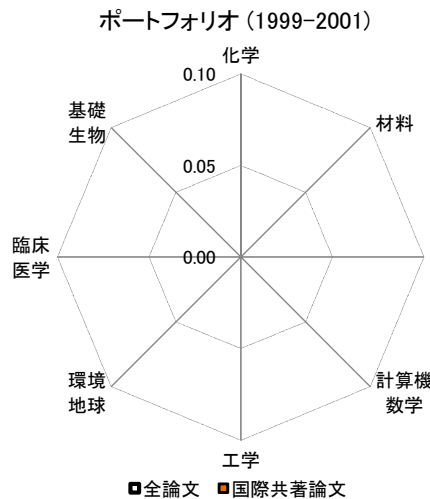 ポートフォリオ (1999-2001)
化学
0.10
基礎
生物
材料
0.05
臨床
医学
0.00
環境
地球
計算機
数学
工学
全論文 国際共著論文